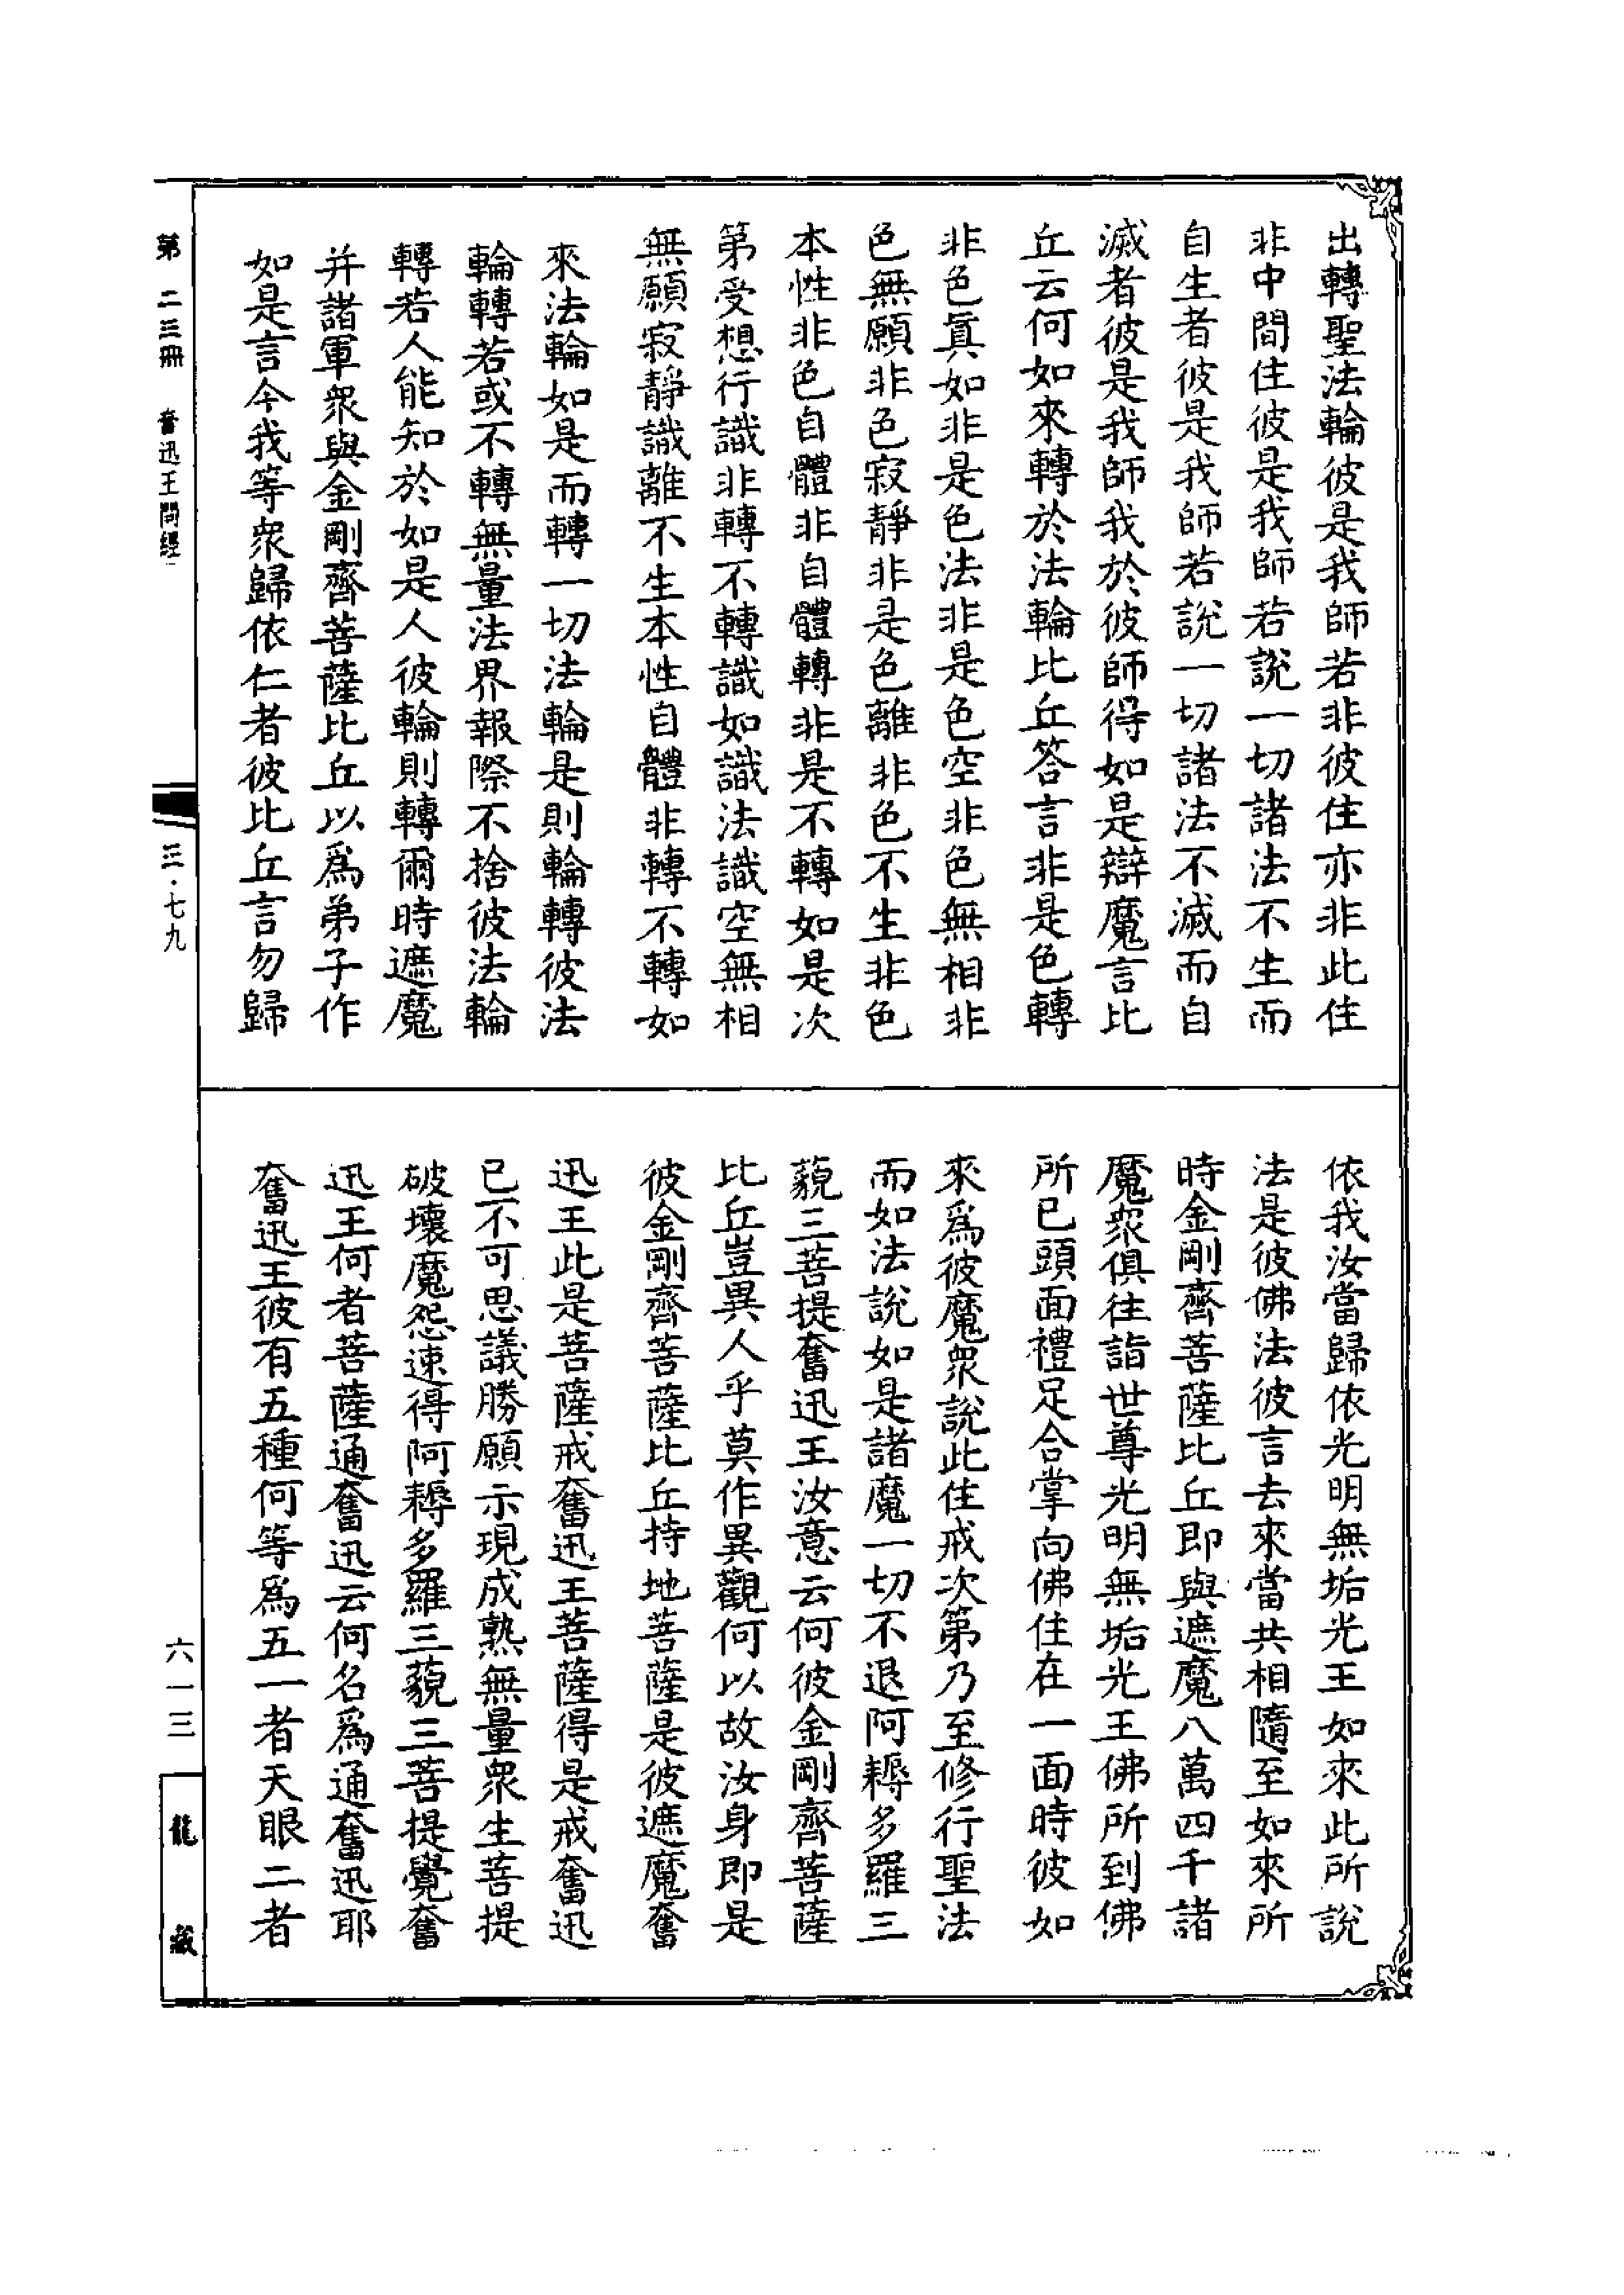 出轉聖法輪彼是我師若非彼住亦非此住
非中間住彼是我師若說一切諸法不生而
自生者彼是我師若說一切諸法不滅而自
滅者彼是我師我於彼師得如是辯魔言比
丘云何如來轉於法輪比丘答言非是色轉
非色眞如非是色法非是色空非色無相非
色無願非色寂靜非是色離非色不生非色
本性非色自體非自體轉非是不轉如是次
第受想行識非轉不轉識如識法識空無相
無願寂靜識離不生本性自體非轉不轉如
來法輪如是而轉一切法輪是則輪轉彼法
輪轉若或不轉無量法界報際不捨彼法輪
轉若人能知於如是人彼輪則轉爾時遮魔
幷諸軍衆與金剛齊菩薩比丘以爲弟子作
如是言今我等衆歸依仁者彼比丘言勿歸
依我汝當歸依光明無垢光王如來此所說
法是彼佛法彼言去來當共相隨至如來所
時金剛齊菩薩比丘即與遮魔八萬四千諸
魔衆俱往詣世尊光明無垢光王佛所到佛
所已頭面禮足合掌向佛住在一面時彼如
來爲彼魔衆說此住戒次第乃至修行聖法
而如法說如是諸魔一切不退阿耨多羅三
藐三菩提奮迅王汝意云何彼金剛齊菩薩
比丘豈異人乎莫作異觀何以故汝身即是
彼金剛齊菩薩比丘持地菩薩是彼遮魔奮
迅王此是菩薩戒奮迅王菩薩得是戒奮迅
已不可思議勝願示現成熟無量衆生菩提
破壞魔怨速得阿耨多羅三藐三菩提覺奮
迅王何者菩薩通奮迅云何名爲通奮迅耶
奮迅王彼有五種何等爲五一者天眼二者
第二三冊 奮迅王問經
三·七九
六一三
龍藏